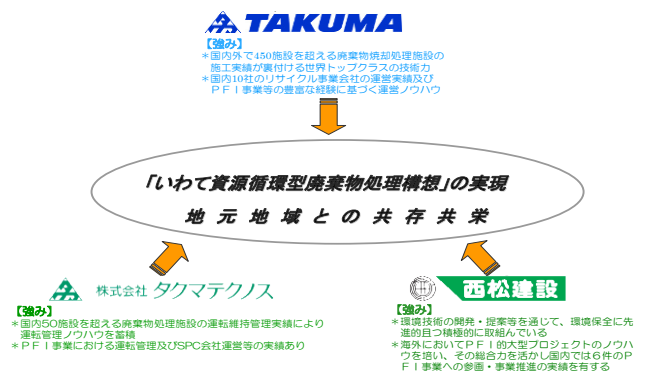 TAKUMA
【強み】
＊国内外で450施設を超える廃棄物焼却処理施設の
施工実績が裏付ける世界トップクラスの技術力
＊国内10社のリサイクル事業会社の運営実績及び
ＰＦＩ事業等の豊富な経験に基づく運営ノウハウ
「いわて資源循環型廃棄物処理構想」の実現
地元地域との共存共栄
株式会社 タクマテクノス
【強み】
＊国内50施設を超える廃棄物処理施設の運転維持管理実績により
運転管理ノウハウを蓄積
＊ＰＦＩ事業における運転管理及びSPC会社運営等の実績あり
西松建設
【強み】
＊環境技術の開発・提案等を通じて、環境保全に先
進的且つ積極的に取組んでいる
＊海外においてＰＦＩ的大型プロジェクトのノウハ
ウを培い、その総合力を活かし国内では６件のＰ
ＦＩ事業への参画・事業推進の実績を有する